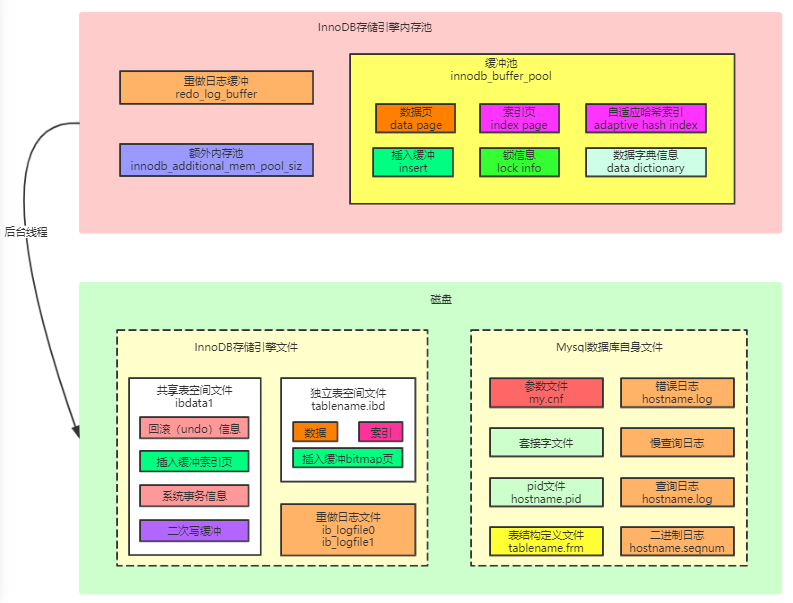 InnoDB存储引擎内存池
重做日志缓冲
redo_log_buffer
额外内存池
innodb_additional_mem_pool_siz
缓冲池
innodb_buffer_pool
数据页
data page
索引页
index page
自适应哈希索引
adaptive hash index
插入缓冲
insert
锁信息
lock info
数据字典信息
data dictionary
后台线程
磁盘
InnoDB存储引擎文件
共享表空间文件
ibdata1
回滚（undo）信息
插入缓冲索引页
系统事务信息
二次写缓冲
独立表空间文件
tablename.ibd
数据
索引
插入缓冲bitmap页
重做日志文件
ib_logfile0
ib_logfile1
Mysql数据库自身文件
参数文件
my.cnf
错误日志
hostname.log
套接字文件
慢查询日志
pid文件
hostname.pid
查询日志
hostname.log
表结构定义文件
tablename.frm
二进制日志
hostname.seqnum